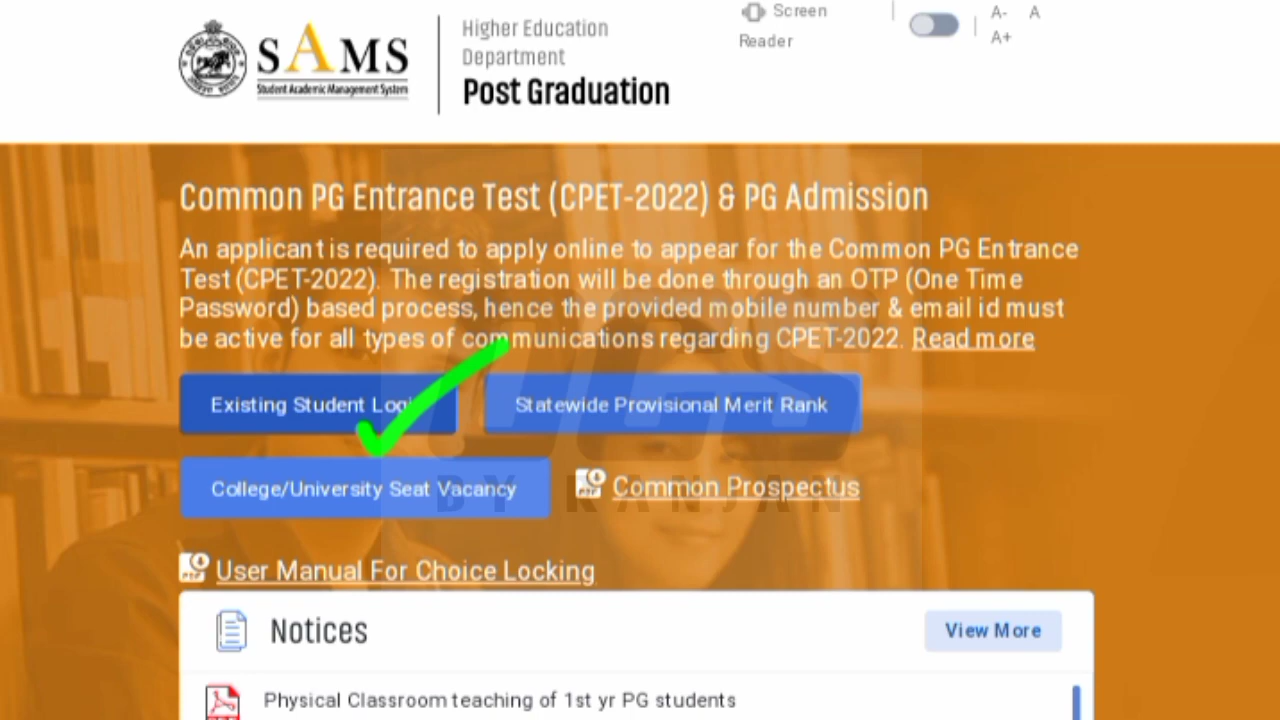 SAMS
Student Academic Management System
Higher Education
Department
Post Graduation
Screen
Reader
A- A
A+
Common PG Entrance Test (CPET-2022) & PG Admission
An applicant is required to apply online to appear for the Common PG Entrance
Test (CPET-2022). The registration will be done through an OTP (One Time
Password) based process, hence the provided mobile number & email id must
be active for all types of communications regarding CPET-2022. Read more
Existing Student Login
Statewide Provisional Merit Rank
College/University Seat Vacancy
Common Prospectus
BY RANJAN
User Manual For Choice Locking
Notices
View More
Physical Classroom teaching of 1st yr PG students